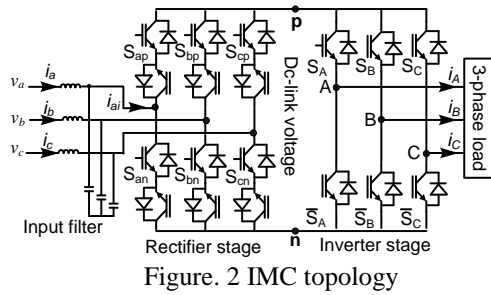 p
S_ap S_bp S_cp
S_A S_B S_C
Dc-link voltage
v_a i_a
i_ai
v_b i_b
v_c i_c
A i_A
B i_B
C i_C
3-phase load
S_an S_bn S_cn
S̅_A S̅_B S̅_C
Input filter
Rectifier stage
n
Inverter stage
Figure. 2 IMC topology